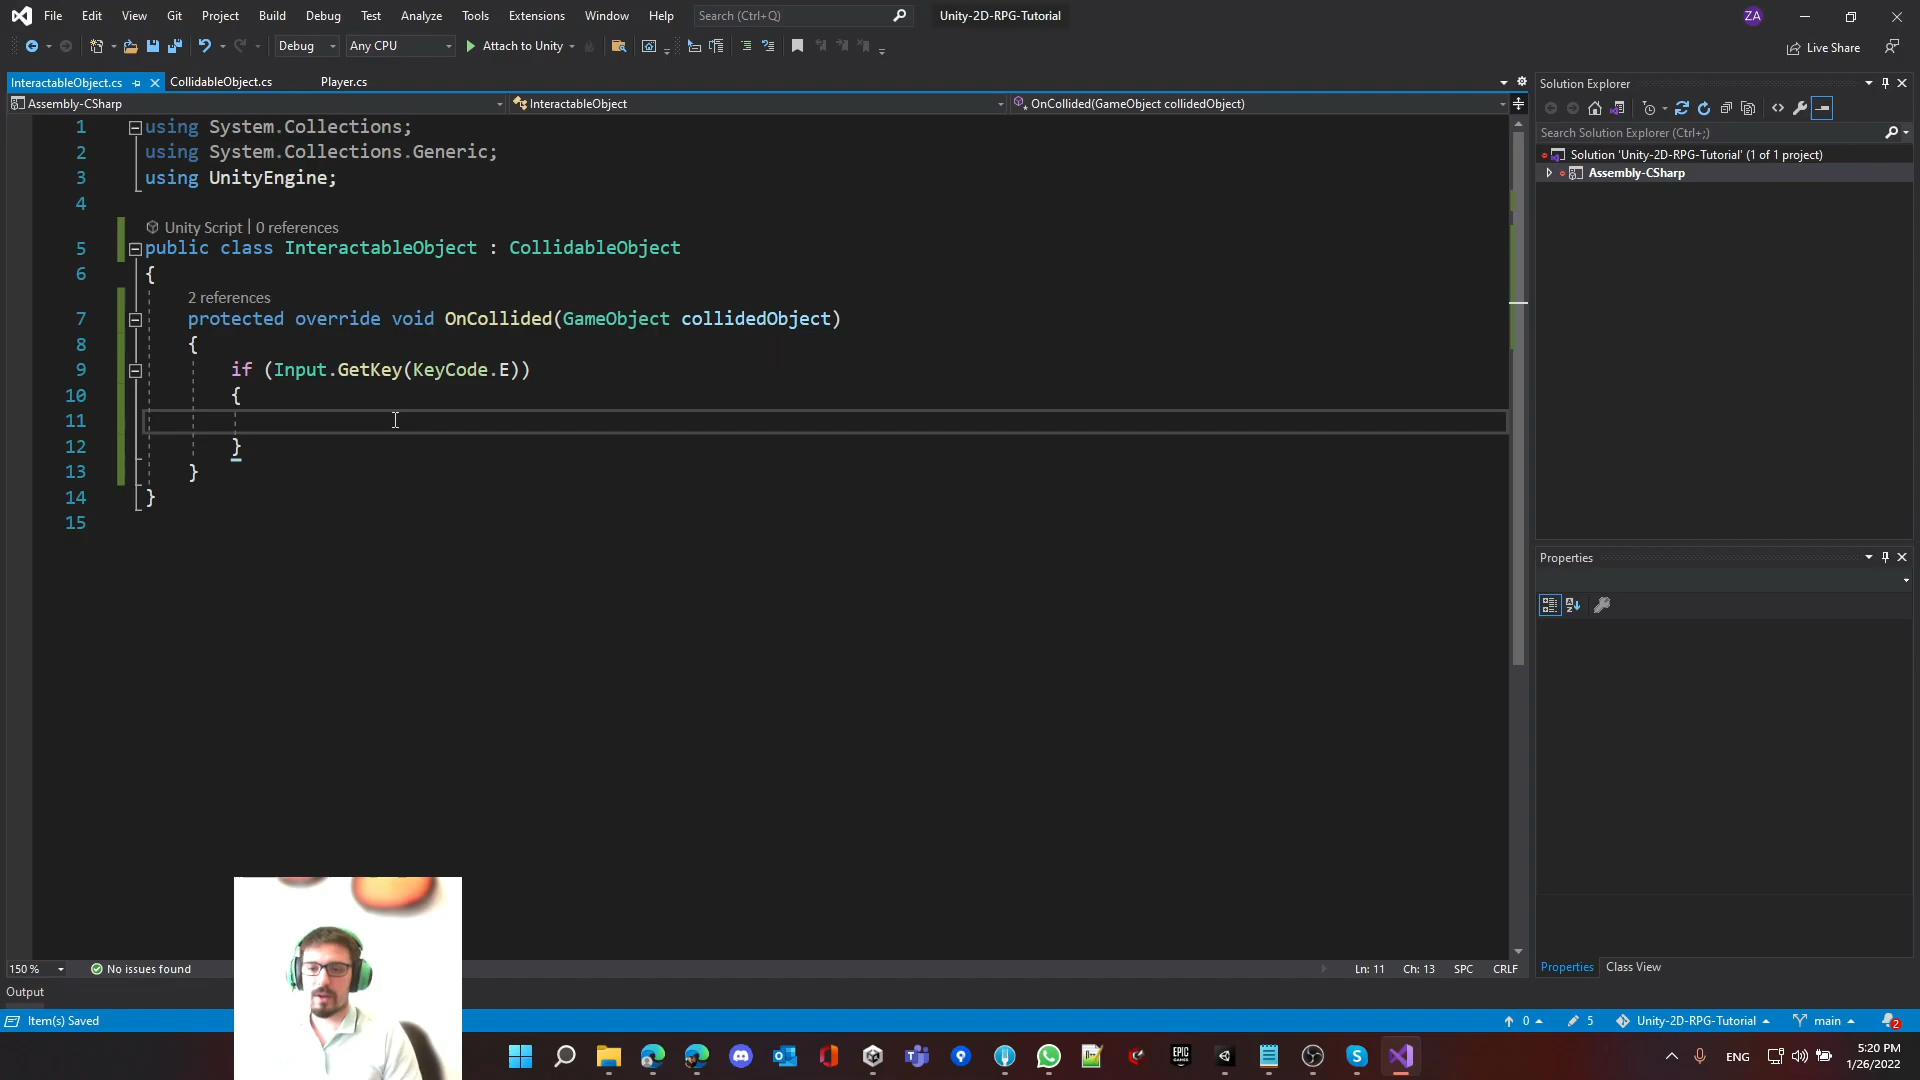 File Edit View Git Project Build Debug Test Analyze Tools Extensions Window Help Search (Ctrl+Q) Unity-2D-RPG-Tutorial ZA
Debug Any CPU Attach to Unity Live Share
InteractableObject.cs CollidableObject.cs Player.cs
Assembly-CSharp InteractableObject OnCollided(GameObject collidedObject)
1 using System.Collections;
2 using System.Collections.Generic;
3 using UnityEngine;
4
Unity Script | 0 references
5 public class InteractableObject : CollidableObject
6 {
2 references
7 protected override void OnCollided(GameObject collidedObject)
8 {
9 if (Input.GetKey(KeyCode.E))
10 {
11
12 }
13 }
14 }
15
150 % No issues found Ln: 11 Ch: 13 SPC CRLF
Output
Item(s) Saved 0 5 Unity-2D-RPG-Tutorial main 2
Solution Explorer
Search Solution Explorer (Ctrl+;)
Solution 'Unity-2D-RPG-Tutorial' (1 of 1 project)
Assembly-CSharp
Properties
Properties Class View
EPIC GAMES
ENG
5:20 PM
1/26/2022